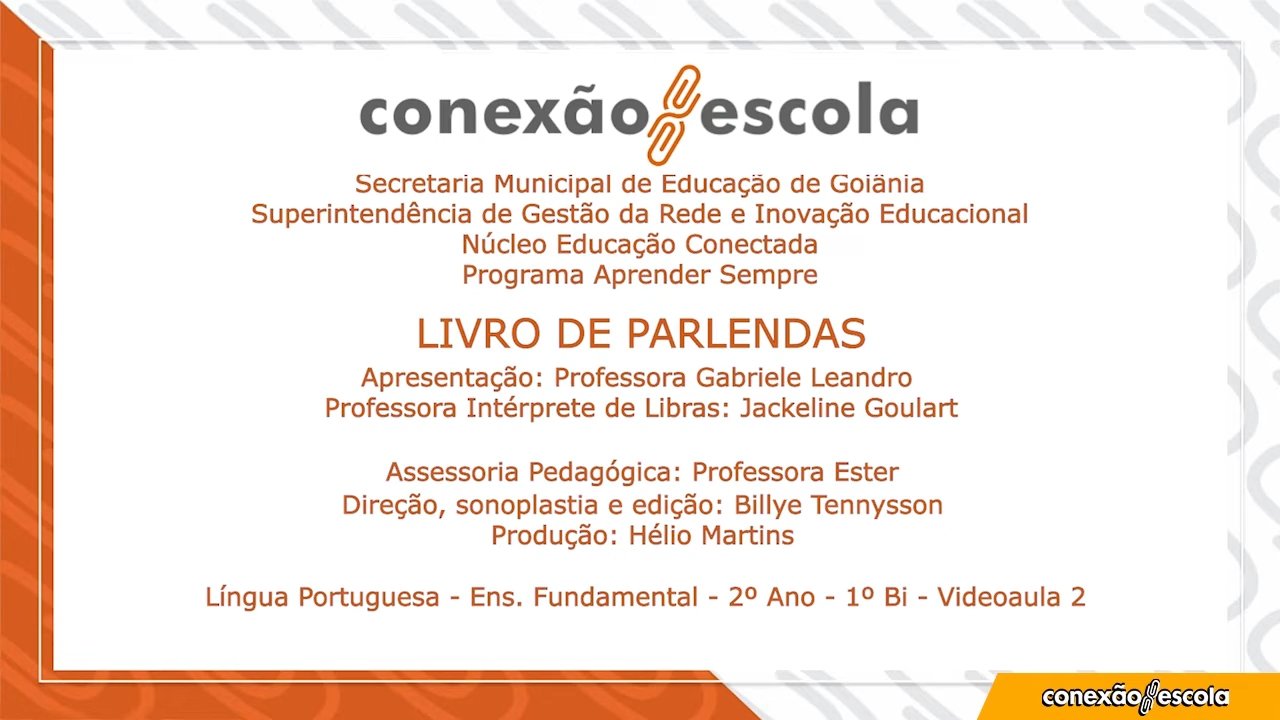 conexão escola
Secretaria Municipal de Educação de Goiânia
Superintendência de Gestão da Rede e Inovação Educacional
Núcleo Educação Conectada
Programa Aprender Sempre
LIVRO DE PARLENDAS
Apresentação: Professora Gabriele Leandro
Professora Intérprete de Libras: Jackeline Goulart
Assessoria Pedagógica: Professora Ester
Direção, sonoplastia e edição: Billye Tennysson
Produção: Hélio Martins
Língua Portuguesa - Ens. Fundamental - 2º Ano - 1º Bi - Videoaula 2
conexão escola